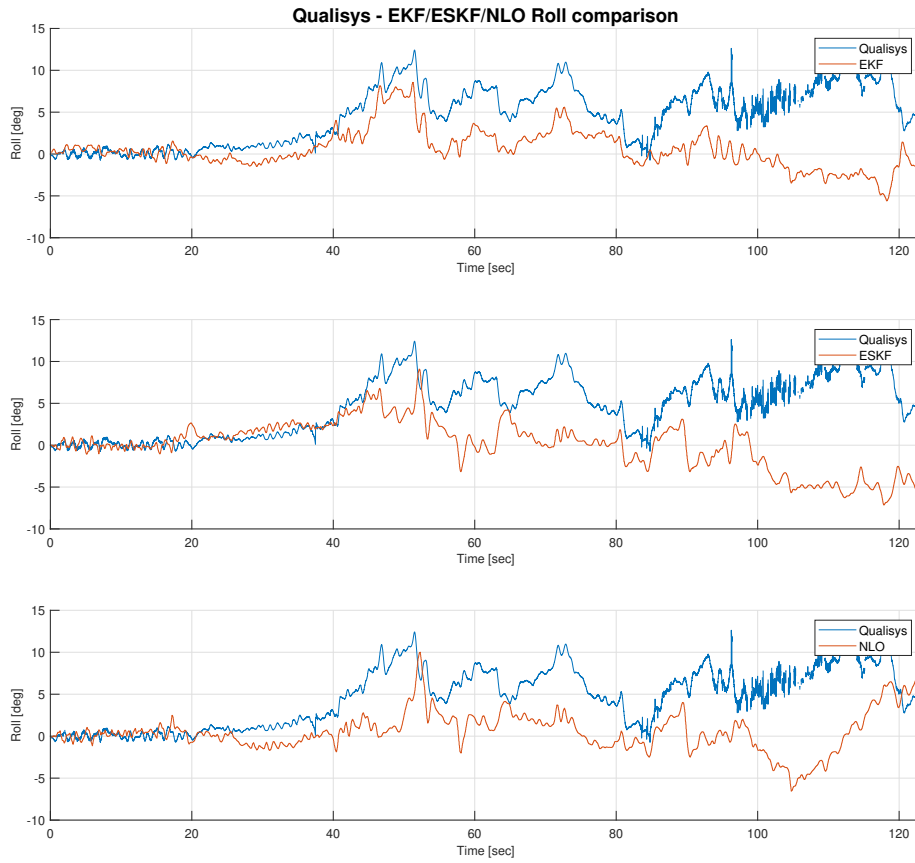 Qualisys - EKF/ESKF/NLO Roll comparison
15
10
5
0
-5
-10
Roll [deg]
0 20 40 60 80 100 120
Time [sec]
Qualisys
EKF
15
10
5
0
-5
-10
Roll [deg]
0 20 40 60 80 100 120
Time [sec]
Qualisys
ESKF
15
10
5
0
-5
-10
Roll [deg]
0 20 40 60 80 100 120
Time [sec]
Qualisys
NLO